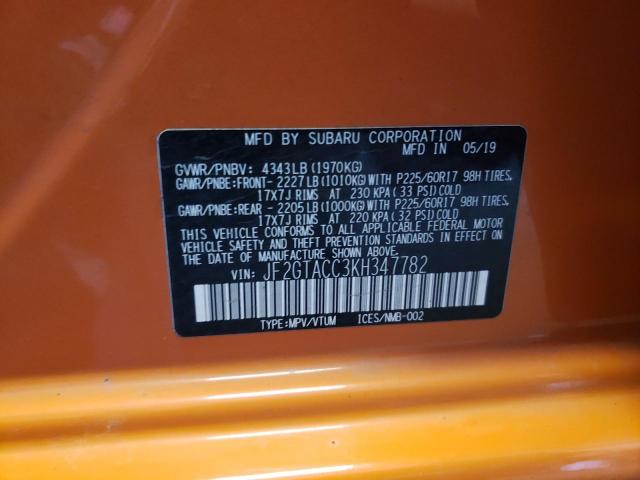 MFD BY SUBARU CORPORATION
MFD IN 05/19
GVWR/PNBV: 4343LB (1970KG)
GAWR/PNBE:FRONT-2227LB (1010KG) WITH P225/60R17 98H TIRES,
17X7J RIMS AT 230 KPA (33 PSI) COLD
GAWR/PNBE:REAR -2205LB (1000KG) WITH P225/60R17 98H TIRES,
17X7J RIMS AT 220 KPA (32 PSI) COLD
THIS VEHICLE CONFORMS TO ALL APPLICABLE FEDERAL MOTOR
VEHICLE SAFETY AND THEFT PREVENTION STANDARDS IN EFFECT ON
THE DATE OF MANUFACTURE SHOWN ABOVE.
VIN: JF2GTACC3KH347782
TYPE:MPV/VTUM ICES/NMB-002